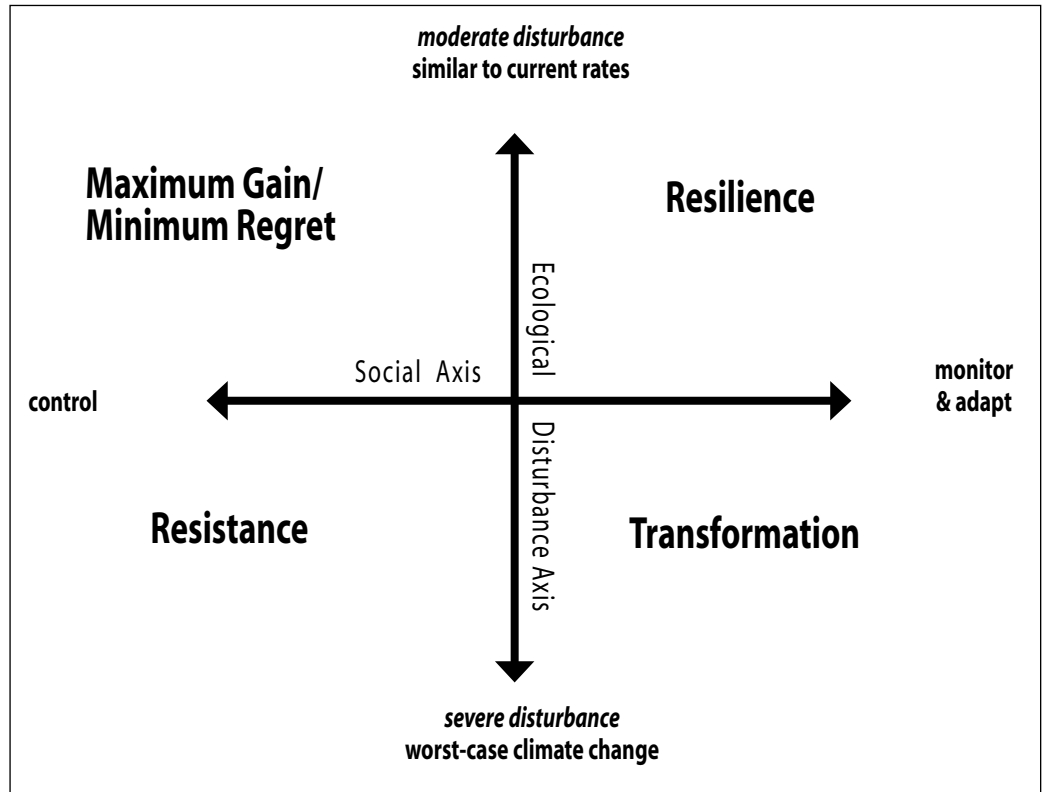 moderate disturbance
similar to current rates
Maximum Gain/
Minimum Regret
Resilience
Ecological
Social Axis
control
monitor
& adapt
Disturbance Axis
Resistance
Transformation
severe disturbance
worst-case climate change